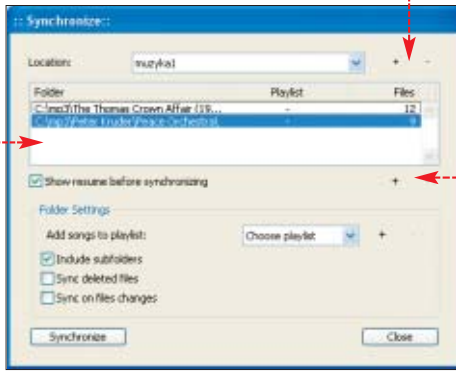 :: Synchronize::
Location: muzyka1 + -
Folder Playlist Files
C:\mp3\The Thomas Crown Affair (19... - 12
C:\mp3\Peter Kruder\Peace Orchestra\ - 9
Show resume before synchronizing +
Folder Settings
Add songs to playlist: Choose playlist +
Include subfolders
Sync deleted files
Sync on files changes
Synchronize Close